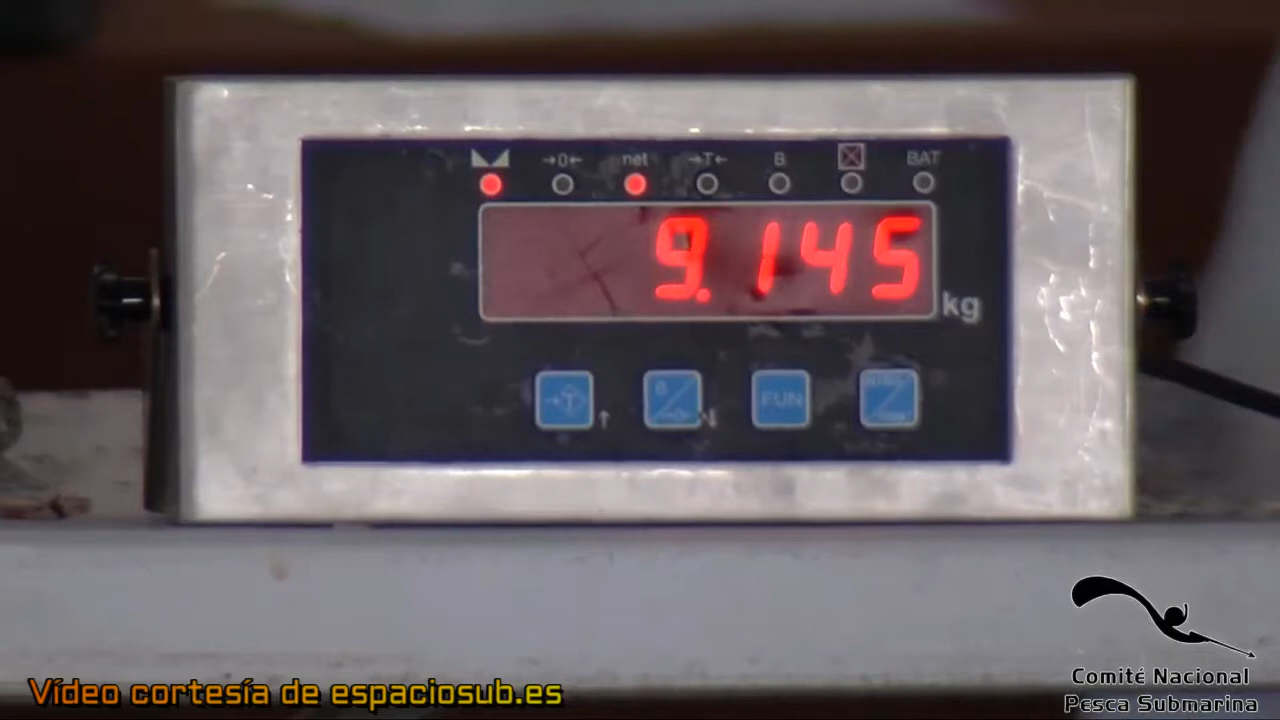 →0← net →T← B BAT
9.145
kg
→T← ↑ B FUN
Vídeo cortesía de espaciosub.es
Comité Nacional
Pesca Submarina